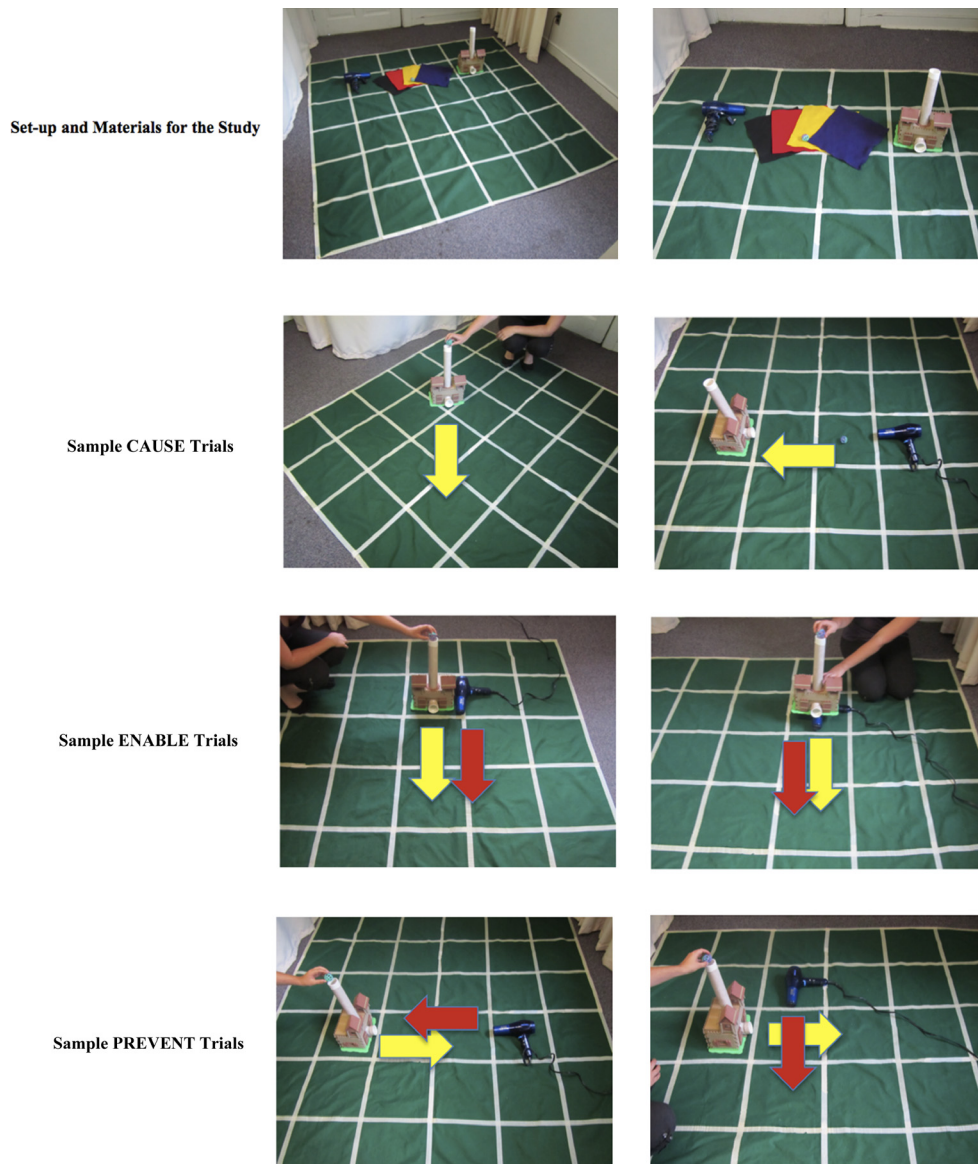 Set-up and Materials for the Study
Sample CAUSE Trials
Sample ENABLE Trials
Sample PREVENT Trials